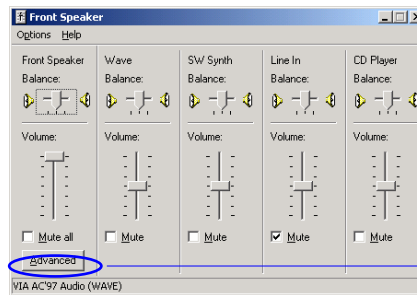 Front Speaker
Options Help
Front Speaker Wave SW Synth Line In CD Player
Balance: Balance: Balance: Balance: Balance:
Volume: Volume: Volume: Volume: Volume:
Mute all Mute Mute Mute Mute
Advanced
VIA AC'97 Audio (WAVE)